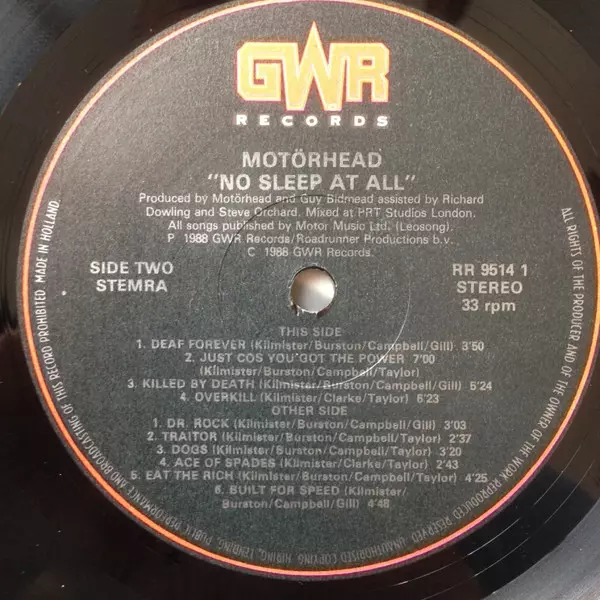 GWR
RECORDS
MOTÖRHEAD
"NO SLEEP AT ALL"
Produced by Motörhead and Guy Bidmead assisted by Richard
Dowling and Steve Orchard. Mixed at PRT Studios London.
All songs published by Motor Music Ltd. (Leosong).
P 1988 GWR Records/Roadrunner Productions b.v.
C 1988 GWR Records.
SIDE TWO
STEMRA
RR 9514 1
STEREO
33 rpm
THIS SIDE
1. DEAF FOREVER (Kilmister/Burston/Campbell/Gill) 3'50
2. JUST COS YOU'GOT THE POWER 7'00
(Kilmister/Burston/Campbell/Taylor)
3. KILLED BY DEATH (Kilmister/Burston/Campbell/Gill) 5'24
4. OVERKILL (Kilmister/Clarke/Taylor) 6'23
OTHER SIDE
1. DR. ROCK (Kilmister/Burston/Campbell/Gill) 3'03
2. TRAITOR (Kilmister/Burston/Campbell/Taylor) 2'37
3. DOGS (Kilmister/Burston/Campbell/Taylor) 3'20
4. ACE OF SPADES (Kilmister/Clarke/Taylor) 2'43
5. EAT THE RICH (Kilmister/Burston/Campbell/Taylor) 4'25
6. BUILT FOR SPEED (Kilmister/
Burston/Campbell/Gill) 4'48
ALL RIGHTS OF THE PRODUCER AND OF THE OWNER OF THE WORK REPRODUCED RESERVED. UNAUTHORISED COPYING, HIRING, LENDING, PUBLIC PERFORMANCE AND BROADCASTING OF THIS RECORD PROHIBITED. MADE IN HOLLAND.